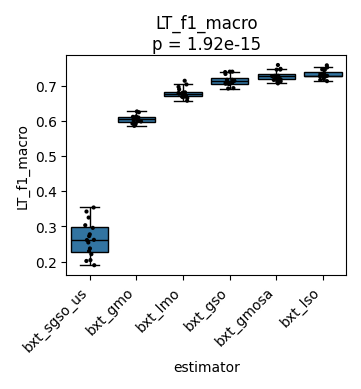 LT_f1_macro
p = 1.92e-15
LT_f1_macro
0.7
0.6
0.5
0.4
0.3
0.2
bxt_sgso_us
bxt_gmo
bxt_lmo
bxt_gso
bxt_gmosa
bxt_lso
estimator